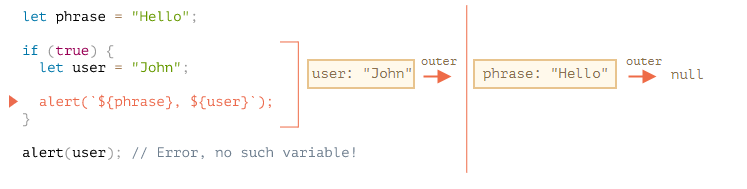 let phrase = "Hello";
if (true) {
let user = "John";
alert(`${phrase}, ${user}`);
}
alert(user); // Error, no such variable!
user: "John"
outer
phrase: "Hello"
outer
null